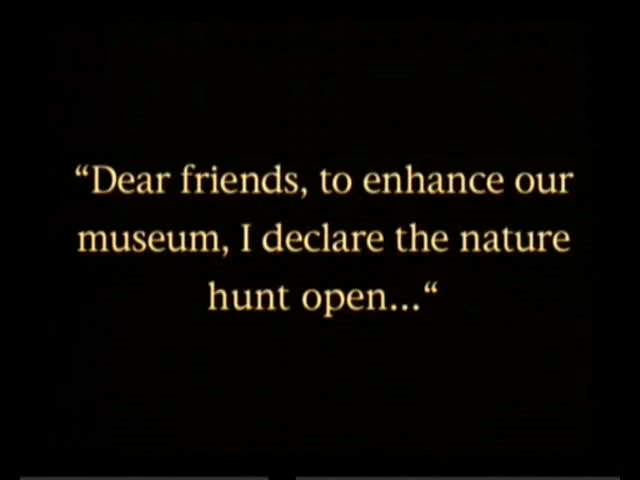 “Dear friends, to enhance our
museum, I declare the nature
hunt open...“